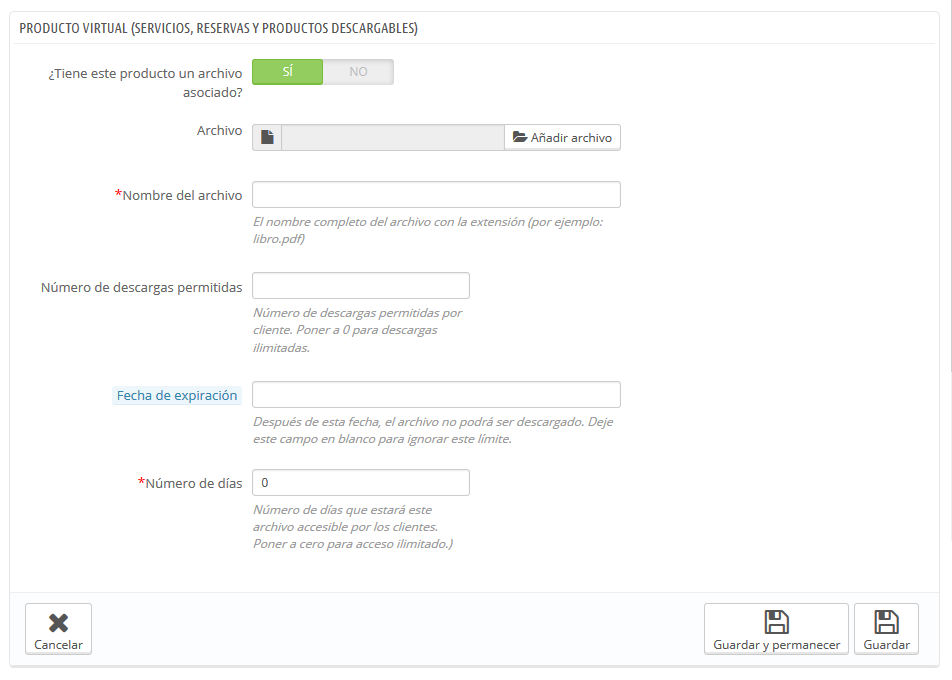 PRODUCTO VIRTUAL (SERVICIOS, RESERVAS Y PRODUCTOS DESCARGABLES)
¿Tiene este producto un archivo
asociado?
SÍ
NO
Archivo
Añadir archivo
*Nombre del archivo
El nombre completo del archivo con la extensión (por ejemplo:
libro.pdf)
Número de descargas permitidas
Número de descargas permitidas por
cliente. Poner a 0 para descargas
ilimitadas.
Fecha de expiración
Después de esta fecha, el archivo no podrá ser descargado. Deje
este campo en blanco para ignorar este límite.
*Número de días
0
Número de días que estará este
archivo accesible por los clientes.
Poner a cero para acceso ilimitado.)
Cancelar
Guardar y permanecer
Guardar